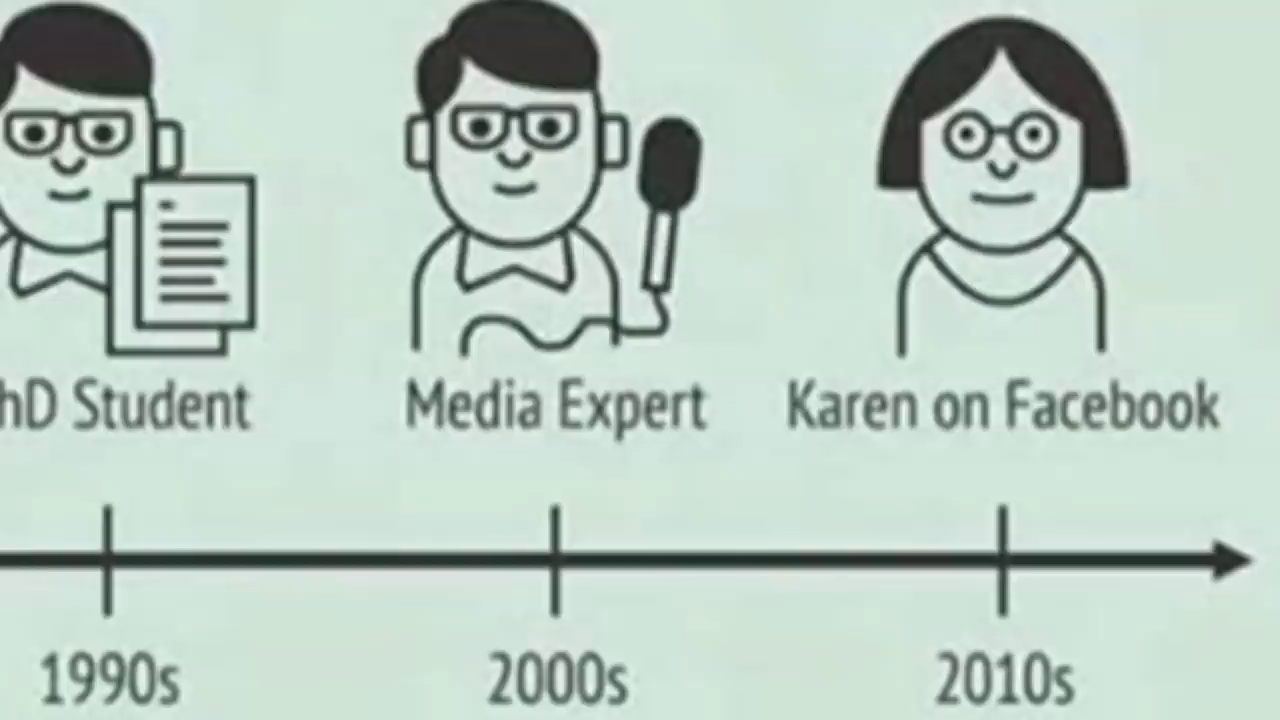 hD Student
Media Expert
Karen on Facebook
1990s
2000s
2010s